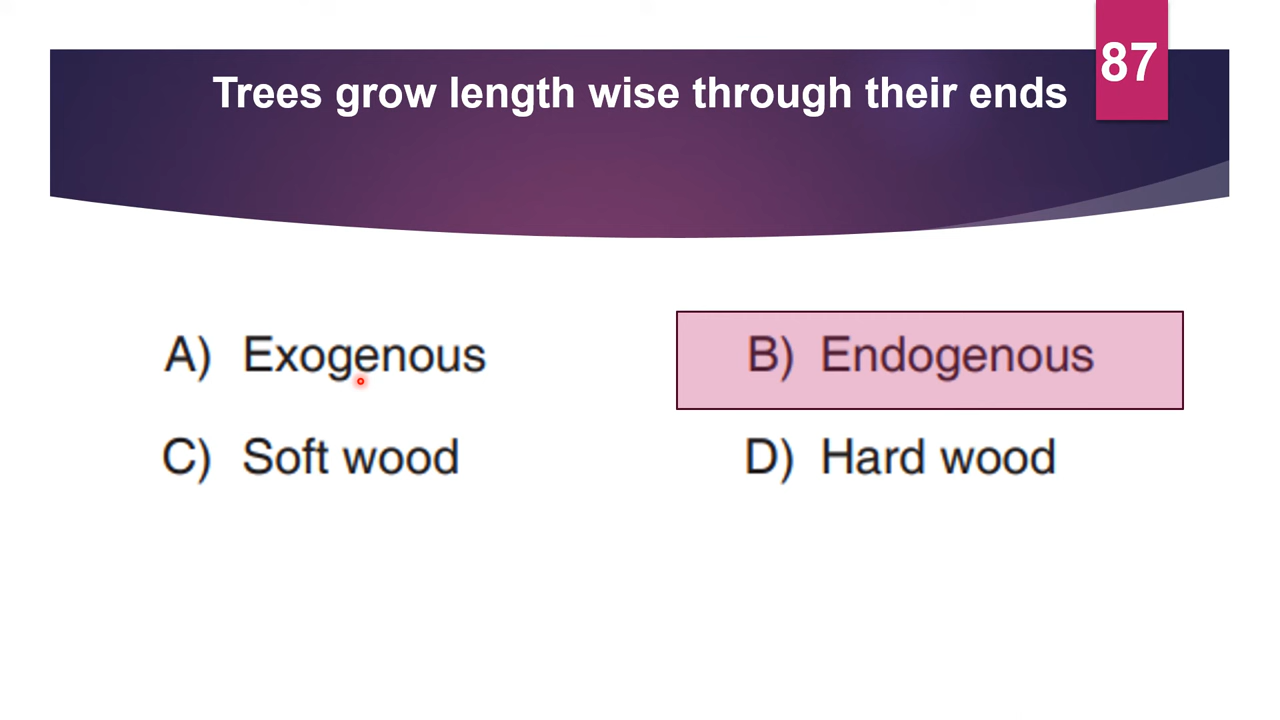 87
Trees grow length wise through their ends
A) Exogenous
B) Endogenous
C) Soft wood
D) Hard wood